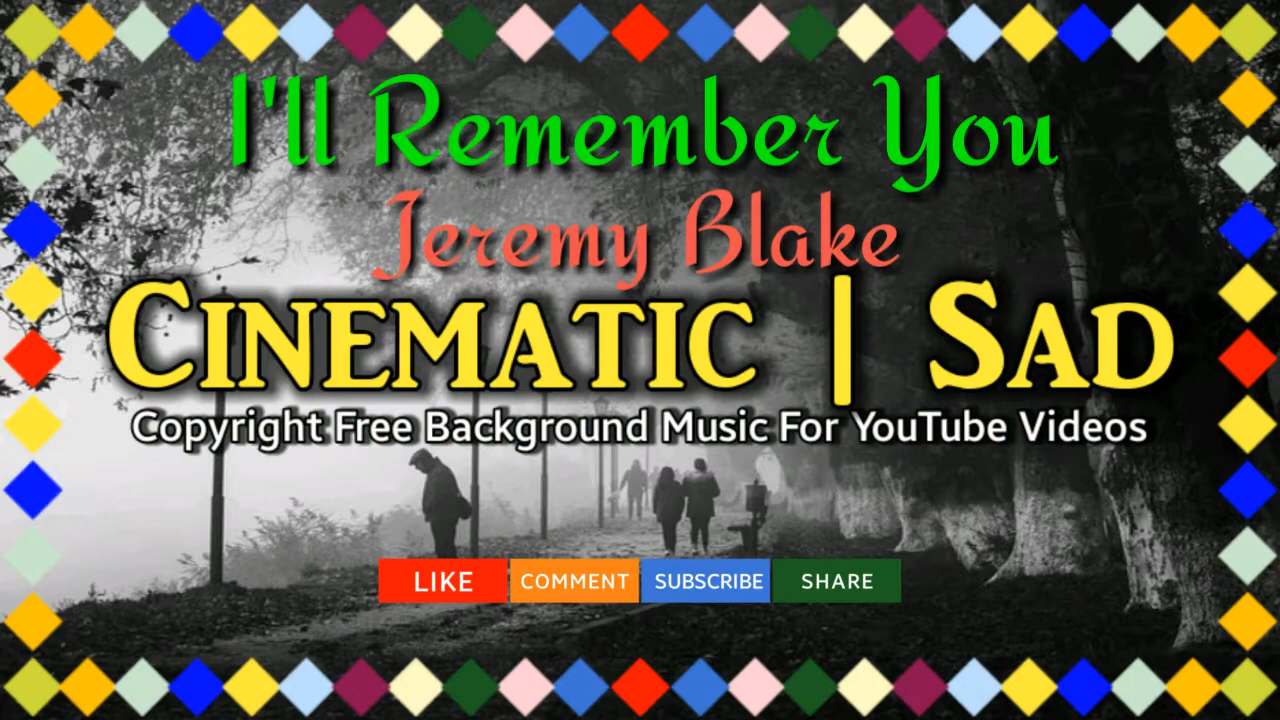 I'll Remember You
Jeremy Blake
CINEMATIC | SAD
Copyright Free Background Music For YouTube Videos
LIKE COMMENT SUBSCRIBE SHARE